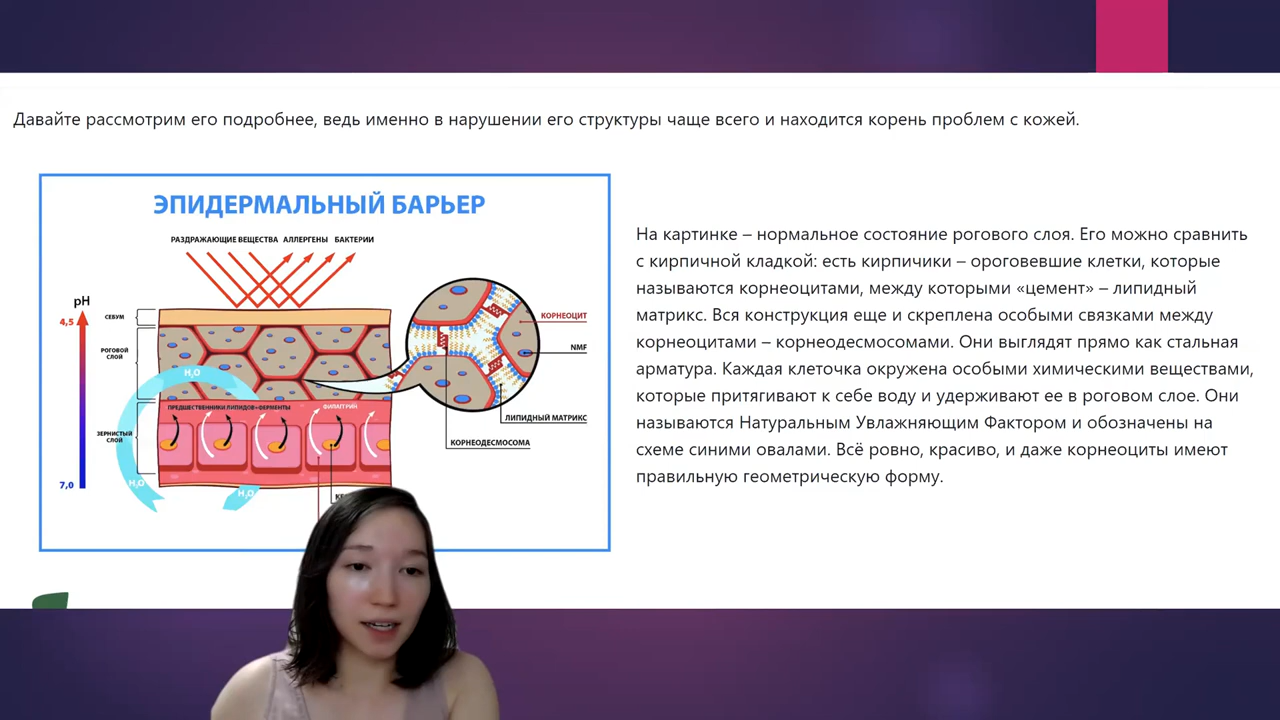 Давайте рассмотрим его подробнее, ведь именно в нарушении его структуры чаще всего и находится корень проблем с кожей.
ЭПИДЕРМАЛЬНЫЙ БАРЬЕР
РАЗДРАЖАЮЩИЕ ВЕЩЕСТВА АЛЛЕРГЕНЫ БАКТЕРИИ
pH
4,5
СЕБУМ
РОГОВОЙ
СЛОЙ
H₂O
ПРЕДШЕСТВЕННИКИ ЛИПИДОВ+ФЕРМЕНТЫ
ФИЛАГГРИН
ЗЕРНИСТЫЙ
СЛОЙ
7,0
H₂O
H₂O
КОРНЕОЦИТ
NMF
ЛИПИДНЫЙ МАТРИКС
КОРНЕОДЕСМОСОМА
На картинке – нормальное состояние рогового слоя. Его можно сравнить
с кирпичной кладкой: есть кирпичики – ороговевшие клетки, которые
называются корнеоцитами, между которыми «цемент» – липидный
матрикс. Вся конструкция еще и скреплена особыми связками между
корнеоцитами – корнеодесмосомами. Они выглядят прямо как стальная
арматура. Каждая клеточка окружена особыми химическими веществами,
которые притягивают к себе воду и удерживают ее в роговом слое. Они
называются Натуральным Увлажняющим Фактором и обозначены на
схеме синими овалами. Всё ровно, красиво, и даже корнеоциты имеют
правильную геометрическую форму.